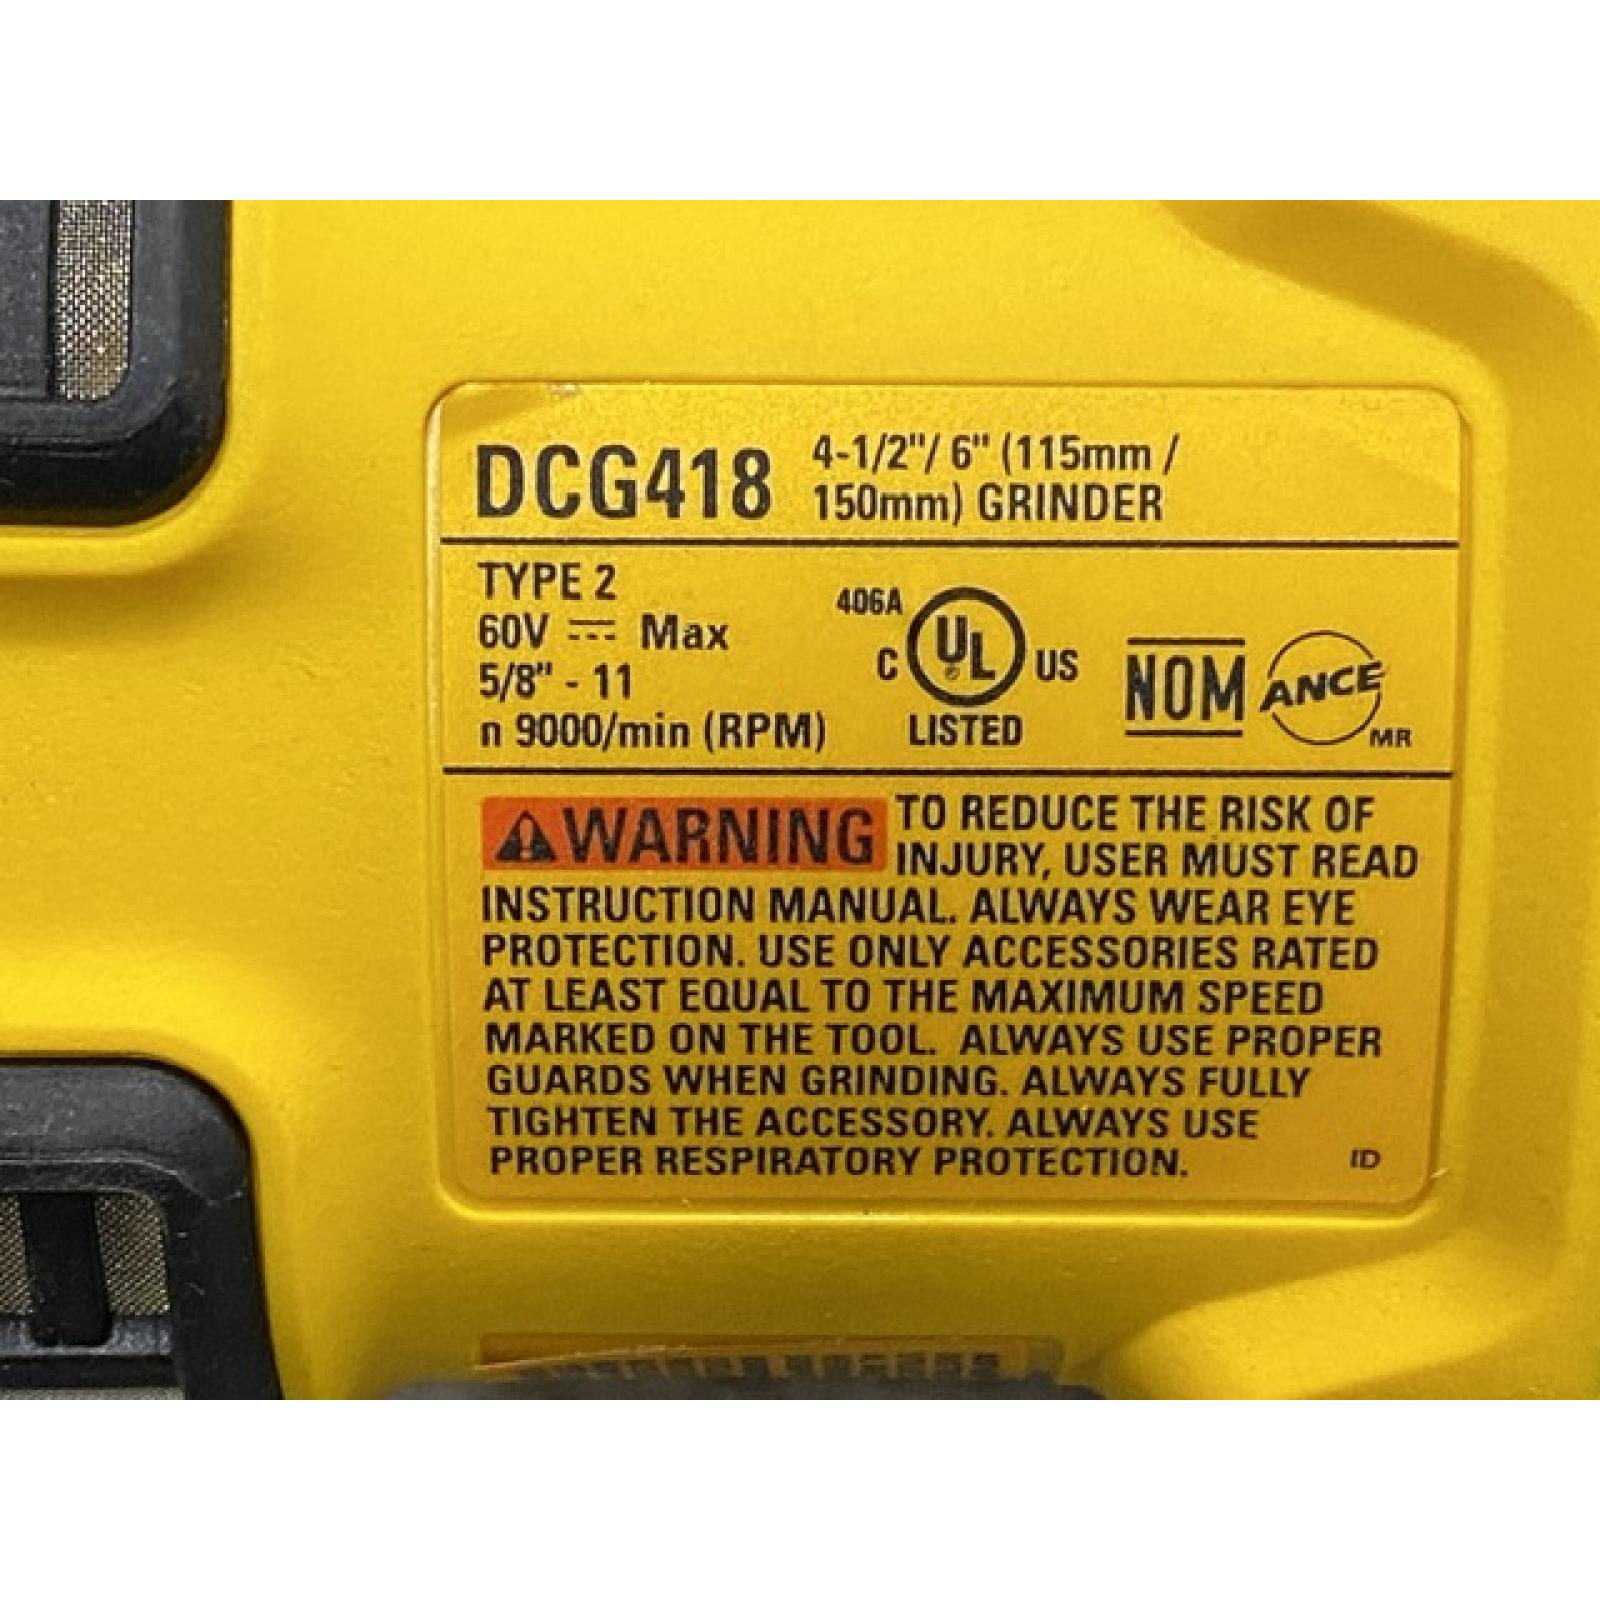 DCG418 4-1/2"/ 6" (115mm /
150mm) GRINDER
TYPE 2
60V ⎓ Max
5/8" - 11
n 9000/min (RPM)
406A
C UL US
LISTED
NOM ANCE
MR
⚠WARNING TO REDUCE THE RISK OF
INJURY, USER MUST READ
INSTRUCTION MANUAL. ALWAYS WEAR EYE
PROTECTION. USE ONLY ACCESSORIES RATED
AT LEAST EQUAL TO THE MAXIMUM SPEED
MARKED ON THE TOOL. ALWAYS USE PROPER
GUARDS WHEN GRINDING. ALWAYS FULLY
TIGHTEN THE ACCESSORY. ALWAYS USE
PROPER RESPIRATORY PROTECTION. ID